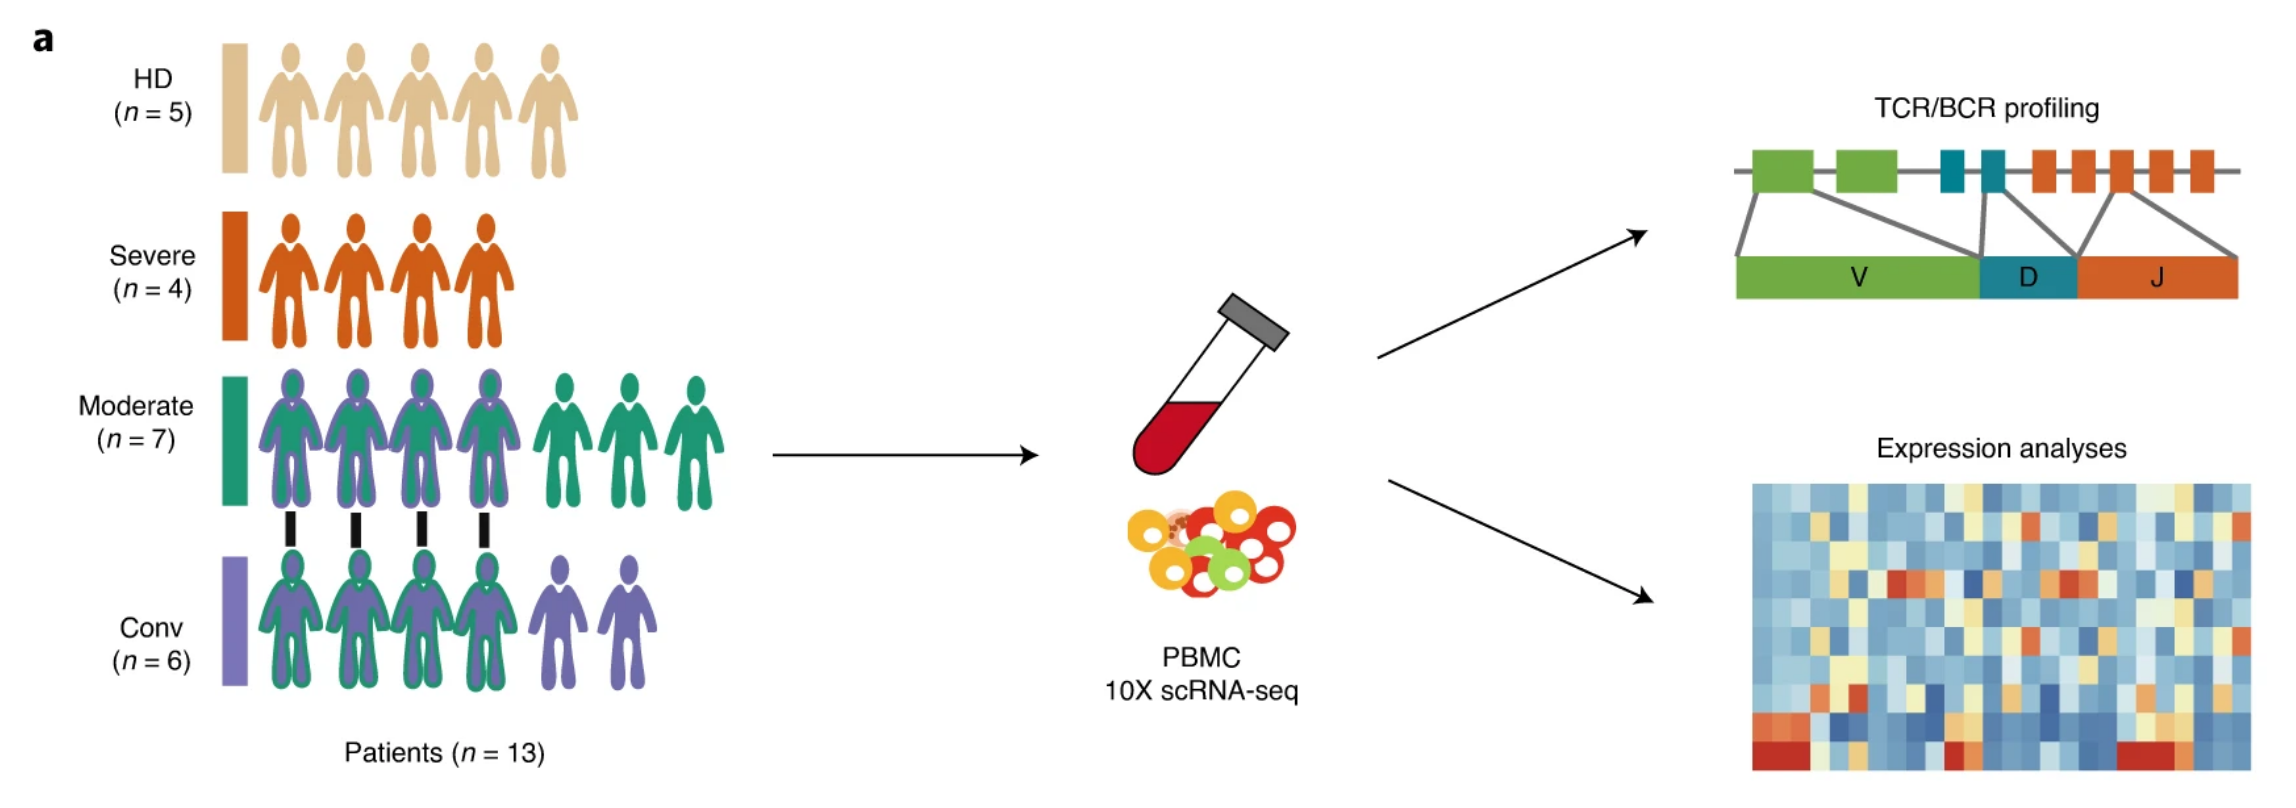 a
HD
(n = 5)
Severe
(n = 4)
Moderate
(n = 7)
Conv
(n = 6)
Patients (n = 13)
PBMC
10X scRNA-seq
TCR/BCR profiling
V
D
J
Expression analyses